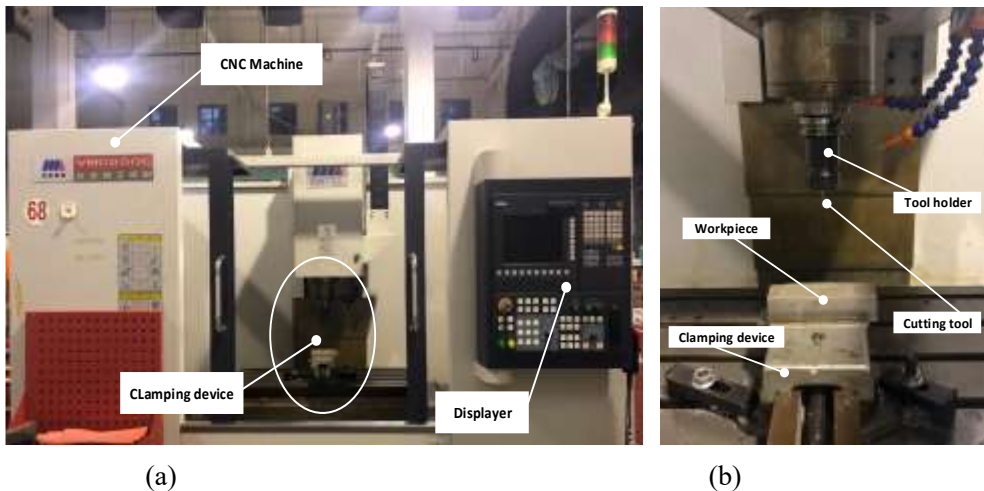 CNC Machine
68
CLamping device
Displayer
Tool holder
Workpiece
Cutting tool
Clamping device
(a)
(b)